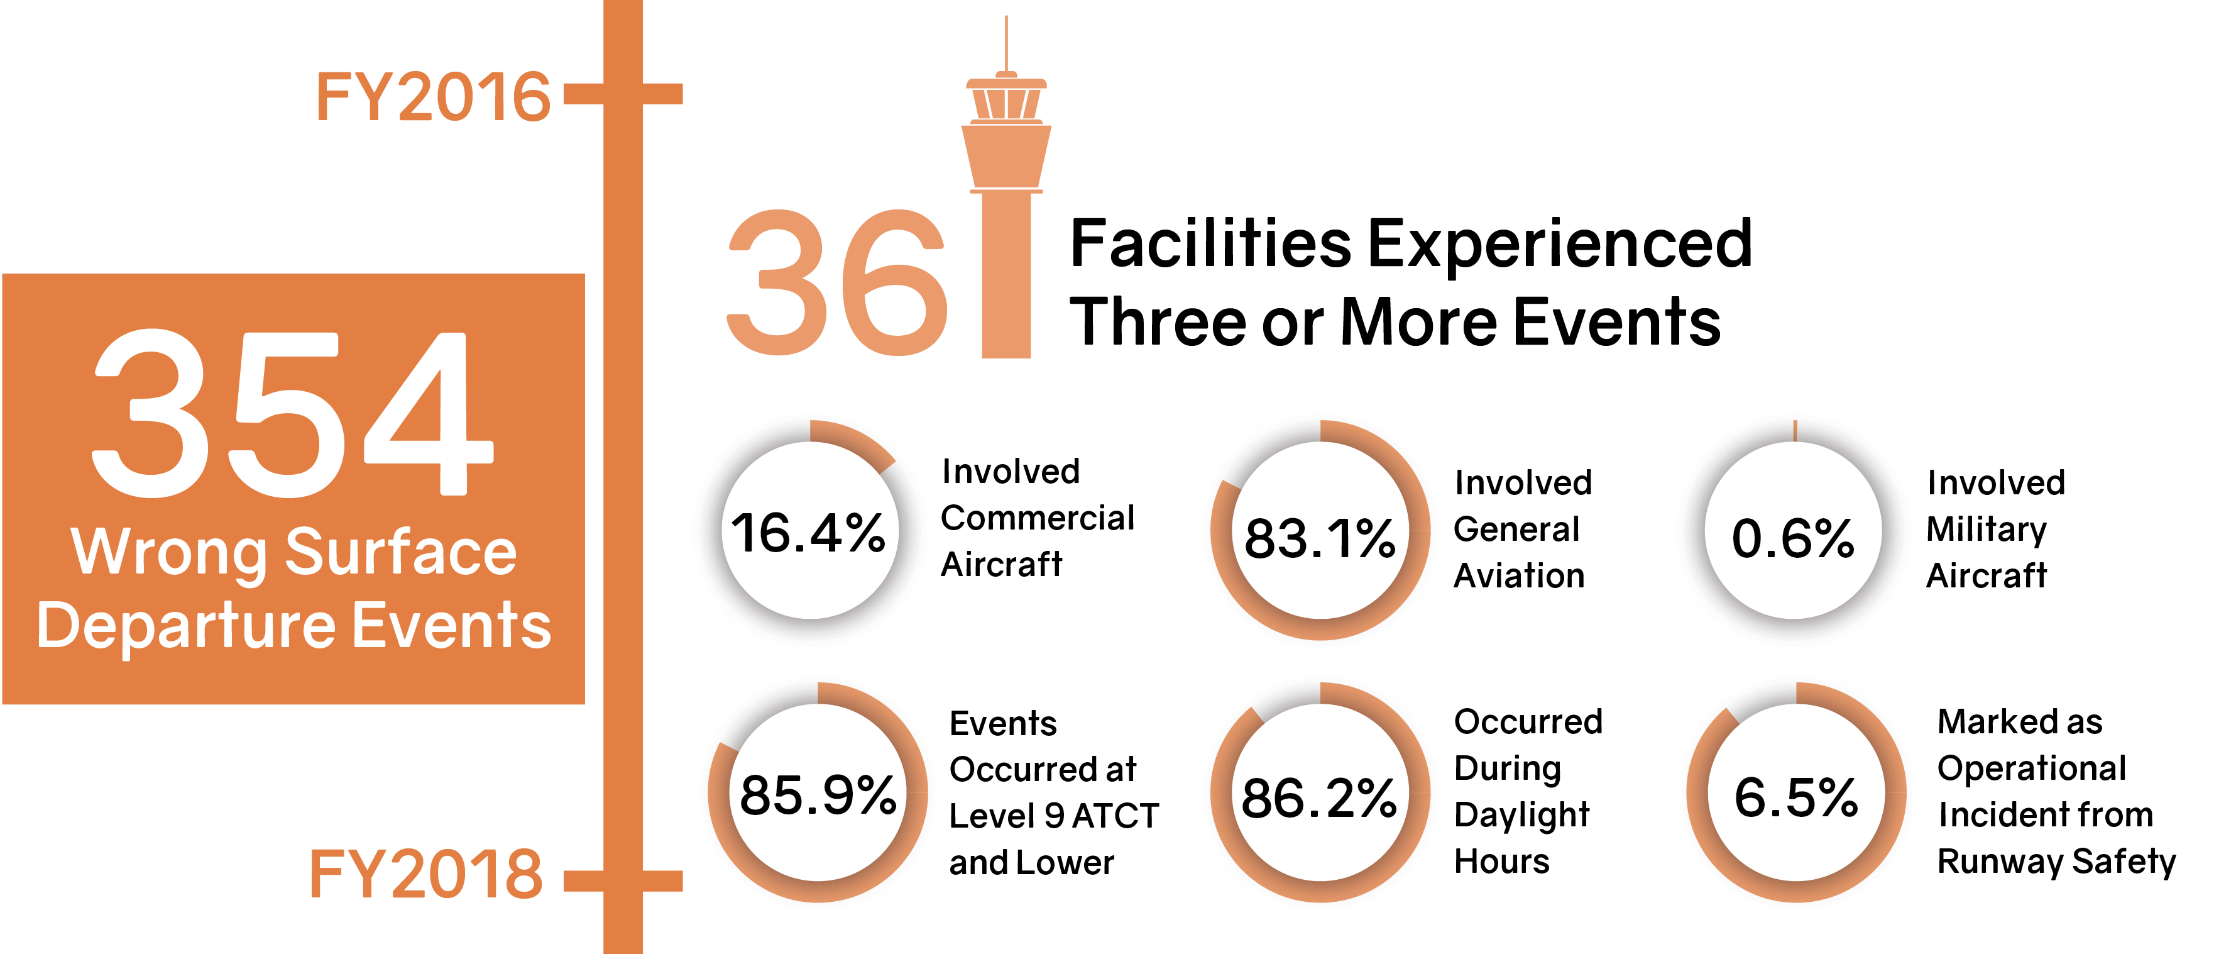 FY2016
354
Wrong Surface
Departure Events
FY2018
36
Facilities Experienced
Three or More Events
16.4%
Involved
Commercial
Aircraft
83.1%
Involved
General
Aviation
0.6%
Involved
Military
Aircraft
85.9%
Events
Occurred at
Level 9 ATCT
and Lower
86.2%
Occurred
During
Daylight
Hours
6.5%
Marked as
Operational
Incident from
Runway Safety